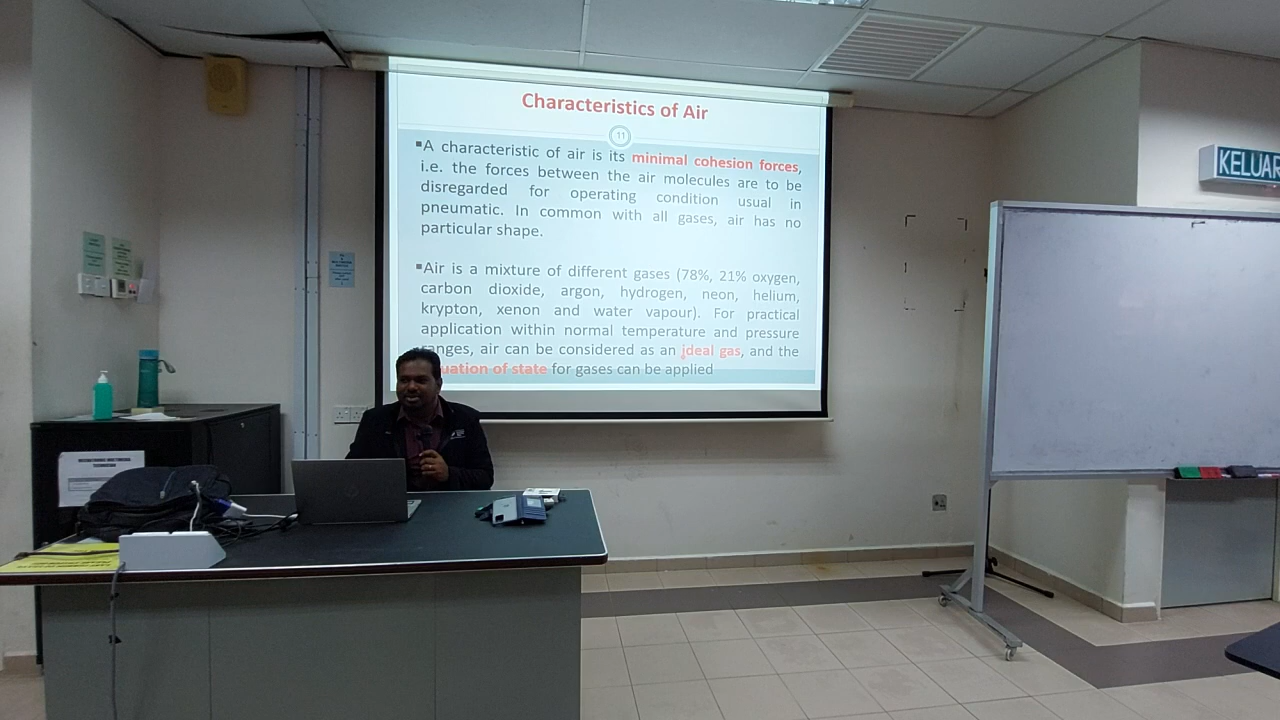 Characteristics of Air
11
▪A characteristic of air is its minimal cohesion forces,
i.e. the forces between the air molecules are to be
disregarded for operating condition usual in
pneumatic. In common with all gases, air has no
particular shape.
▪Air is a mixture of different gases (78%, 21% oxygen,
carbon dioxide, argon, hydrogen, neon, helium,
krypton, xenon and water vapour). For practical
application within normal temperature and pressure
ranges, air can be considered as an ideal gas, and the
uation of state for gases can be applied
KELUAR